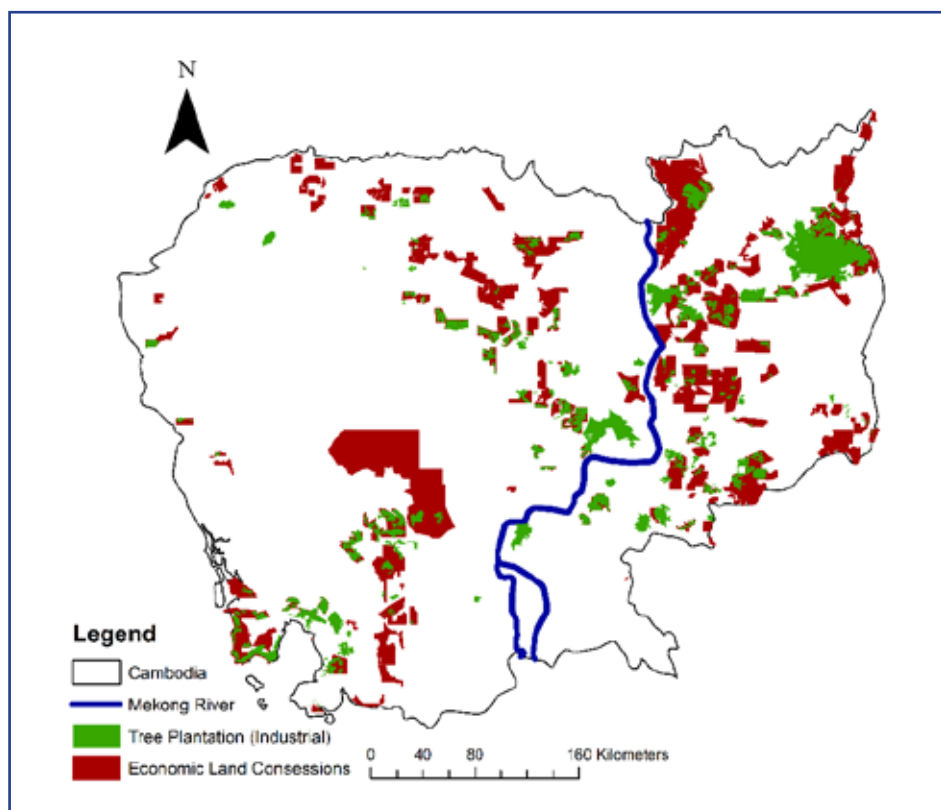 N
Legend
Cambodia
Mekong River
Tree Plantation (Industrial)
Economic Land Consessions
0 40 80 160 Kilometers